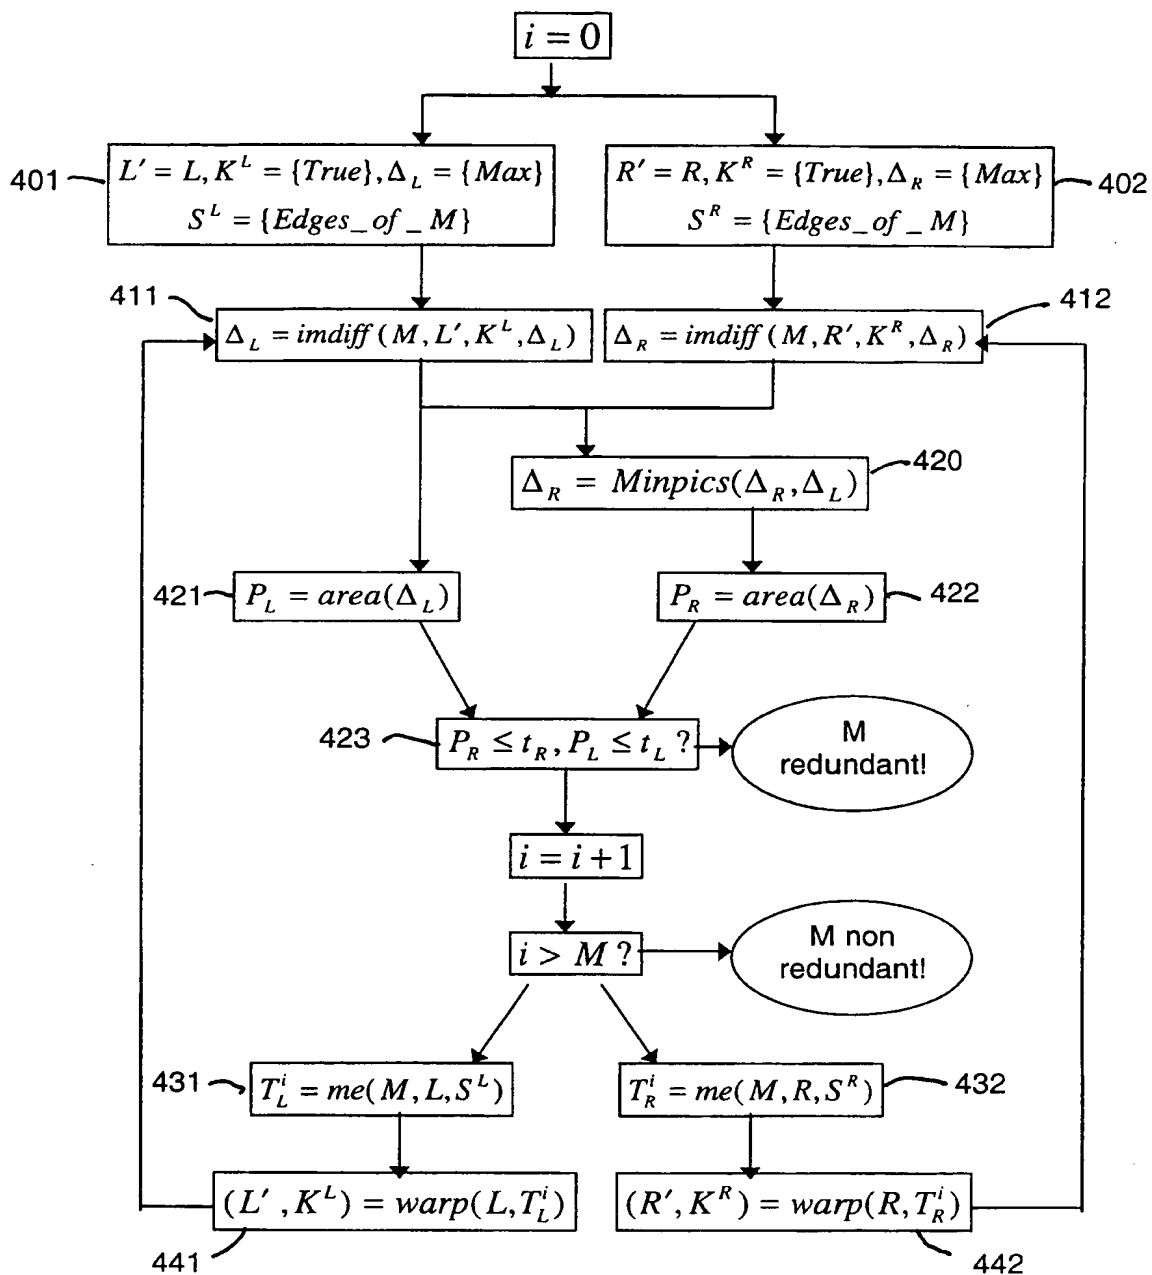 i = 0
401
L′ = L, K^L = {True}, Δ_L = {Max}
S^L = {Edges_of_M}
R′ = R, K^R = {True}, Δ_R = {Max}
S^R = {Edges_of_M}
402
411
Δ_L = imdiff(M, L′, K^L, Δ_L)
Δ_R = imdiff(M, R′, K^R, Δ_R)
412
Δ_R = Minpics(Δ_R, Δ_L)
420
421
P_L = area(Δ_L)
P_R = area(Δ_R)
422
423
P_R ≤ t_R, P_L ≤ t_L ?
M
redundant!
i = i + 1
i > M ?
M non
redundant!
431
T_L^i = me(M, L, S^L)
T_R^i = me(M, R, S^R)
432
(L′, K^L) = warp(L, T_L^i)
(R′, K^R) = warp(R, T_R^i)
441
442